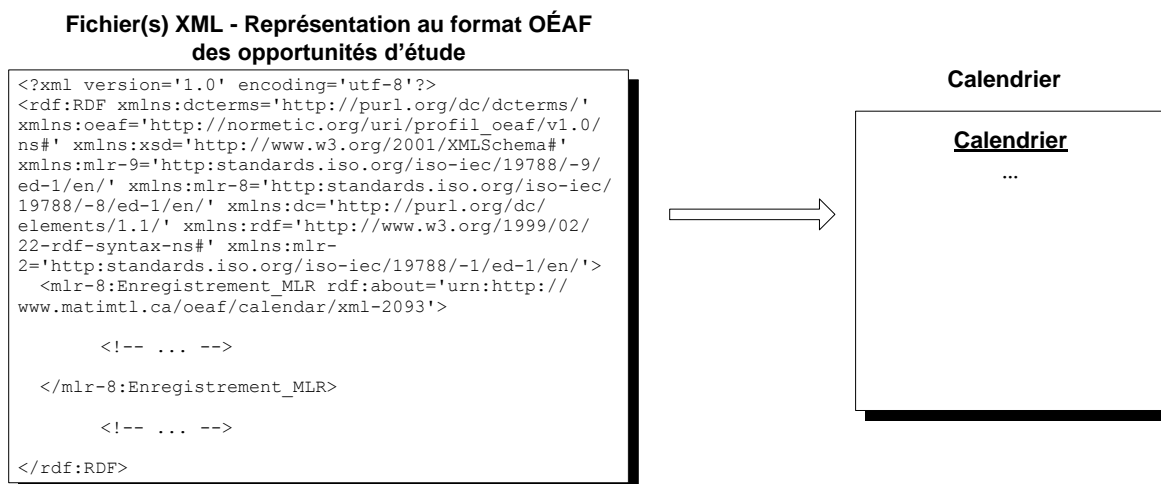 Fichier(s) XML - Représentation au format OÉAF
des opportunités d'étude
<?xml version='1.0' encoding='utf-8'?>
<rdf:RDF xmlns:dcterms='http://purl.org/dc/dcterms/'
xmlns:oeaf='http://normetic.org/uri/profil_oeaf/v1.0/
ns#' xmlns:xsd='http://www.w3.org/2001/XMLSchema#'
xmlns:mlr-9='http:standards.iso.org/iso-iec/19788/-9/
ed-1/en/' xmlns:mlr-8='http:standards.iso.org/iso-iec/
19788/-8/ed-1/en/' xmlns:dc='http://purl.org/dc/
elements/1.1/' xmlns:rdf='http://www.w3.org/1999/02/
22-rdf-syntax-ns#' xmlns:mlr-
2='http:standards.iso.org/iso-iec/19788/-1/ed-1/en/'>
<mlr-8:Enregistrement_MLR rdf:about='urn:http://
www.matimtl.ca/oeaf/calendar/xml-2093'>
<!-- ... -->
</mlr-8:Enregistrement_MLR>
<!-- ... -->
</rdf:RDF>
Calendrier
Calendrier
...